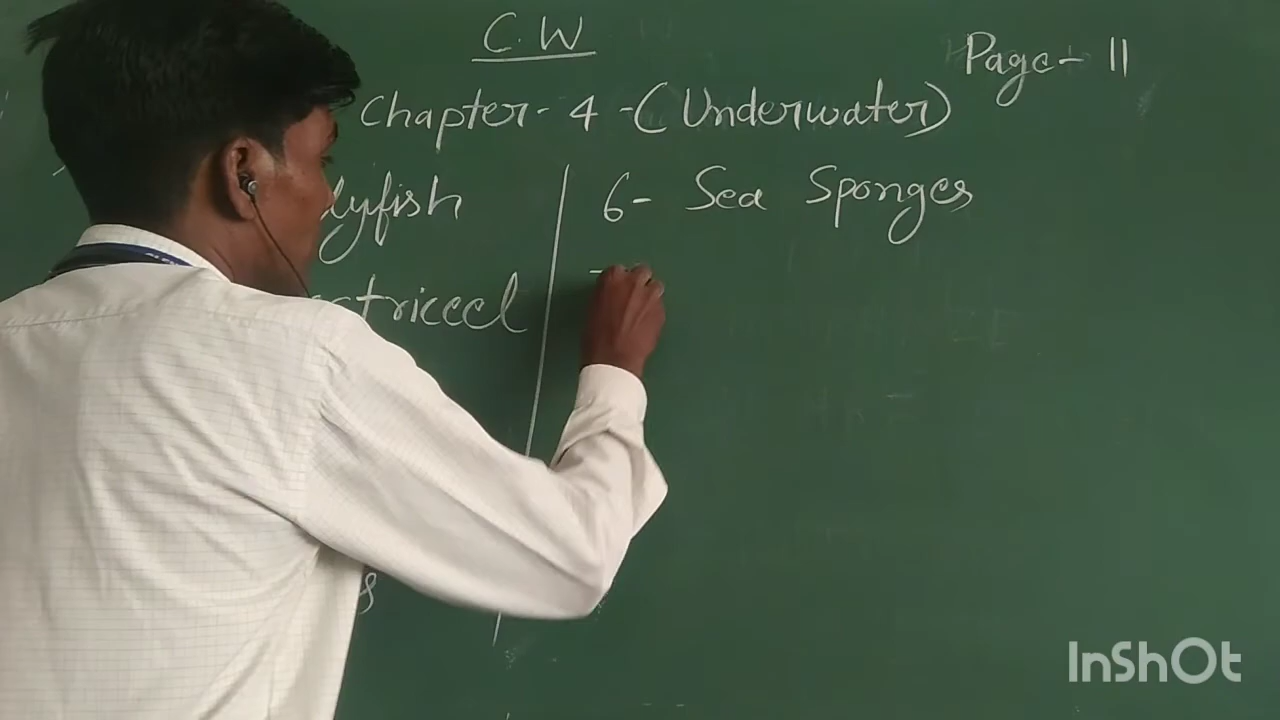 C.W
Page- 11
Chapter- 4 -(Underwater)
lyfish
ctriceel
6- Sea Sponges
InShOt